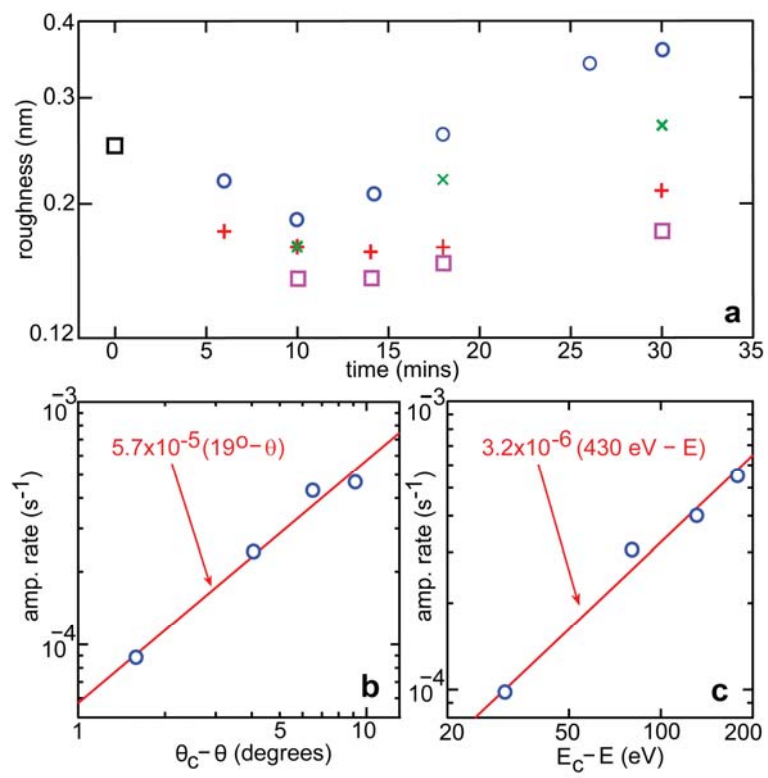 0.4
0.3
0.2
0.12
roughness (nm)
0 5 10 15 20 25 30 35
time (mins)
a
10⁻³
10⁻⁴
amp. rate (s⁻¹)
5.7x10⁻⁵(19º−θ)
1 5 10
θc−θ (degrees)
b
10⁻³
10⁻⁴
amp. rate (s⁻¹)
3.2x10⁻⁶(430 eV − E)
20 50 100 200
Ec−E (eV)
c